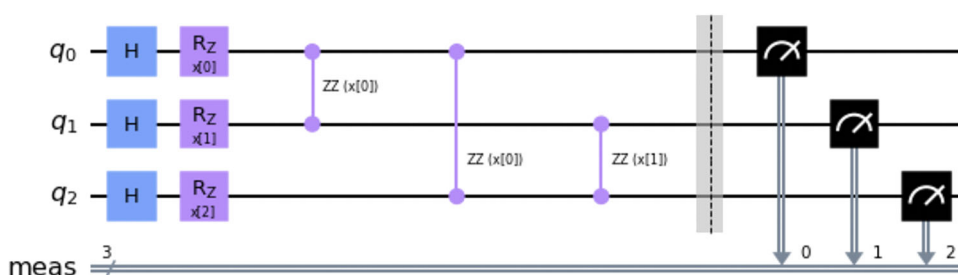 q0 H RZ x[0]
ZZ (x[0])
q1 H RZ x[1]
ZZ (x[0]) ZZ (x[1])
q2 H RZ x[2]
3 0 1 2
meas